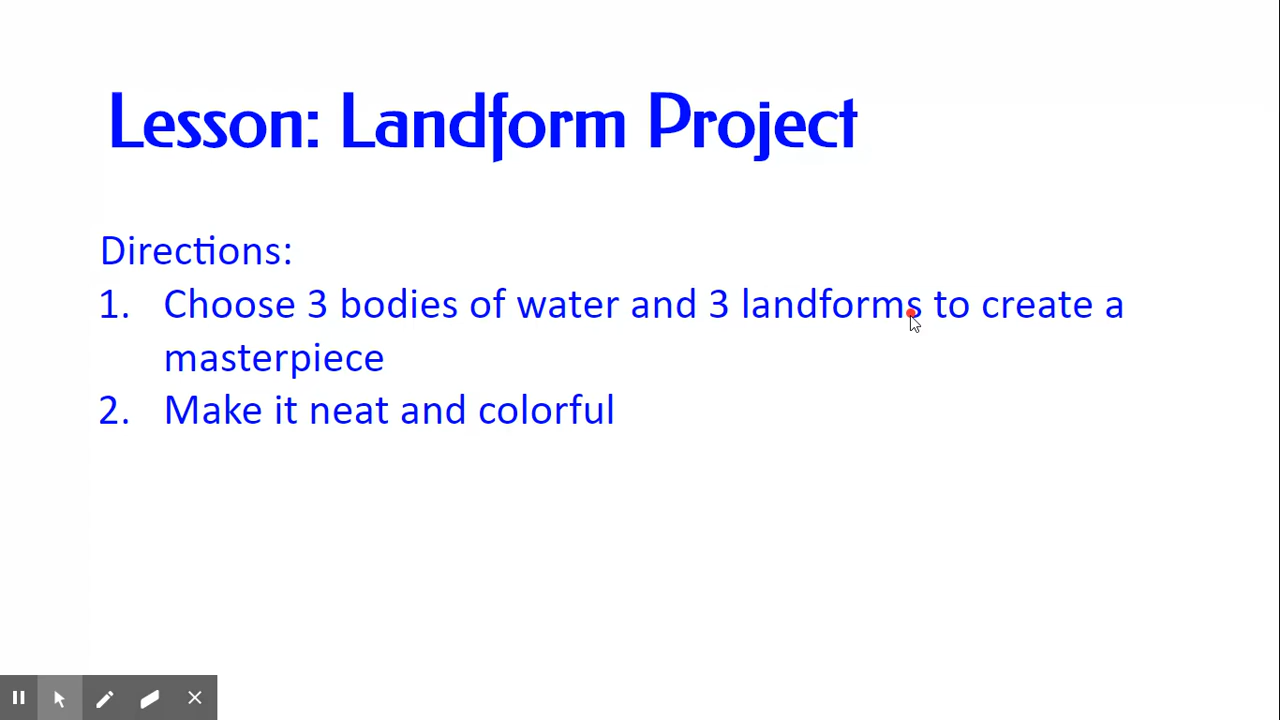 Lesson: Landform Project
Directions:
1. Choose 3 bodies of water and 3 landforms to create a
masterpiece
2. Make it neat and colorful